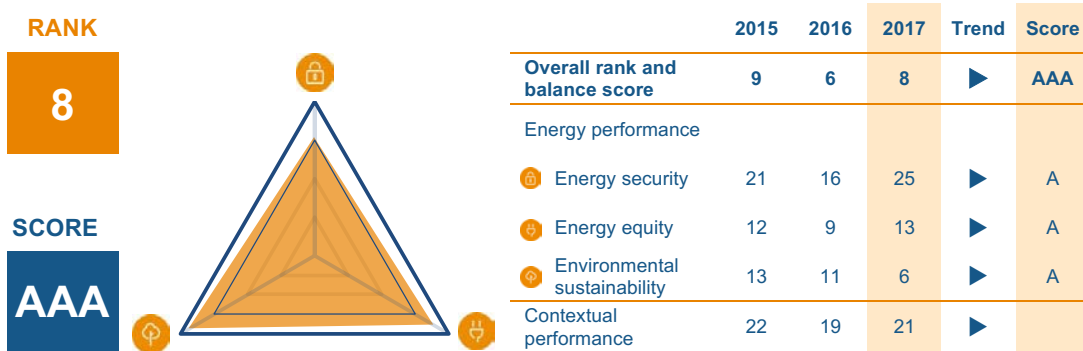 RANK
8
SCORE
AAA
2015 2016 2017 Trend Score
Overall rank and
balance score 9 6 8 AAA
Energy performance
Energy security 21 16 25 A
Energy equity 12 9 13 A
Environmental
sustainability 13 11 6 A
Contextual
performance 22 19 21